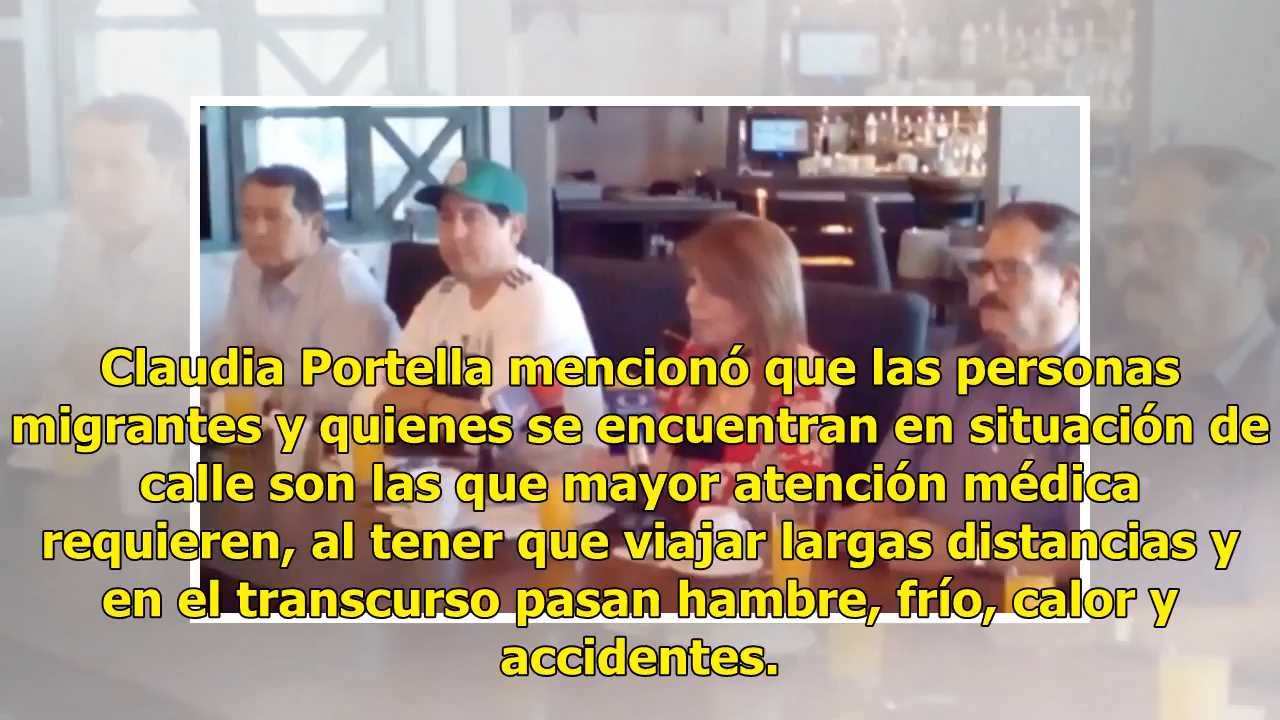 Claudia Portella mencionó que las personas
migrantes y quienes se encuentran en situación de
calle son las que mayor atención médica
requieren, al tener que viajar largas distancias y
en el transcurso pasan hambre, frío, calor y
accidentes.